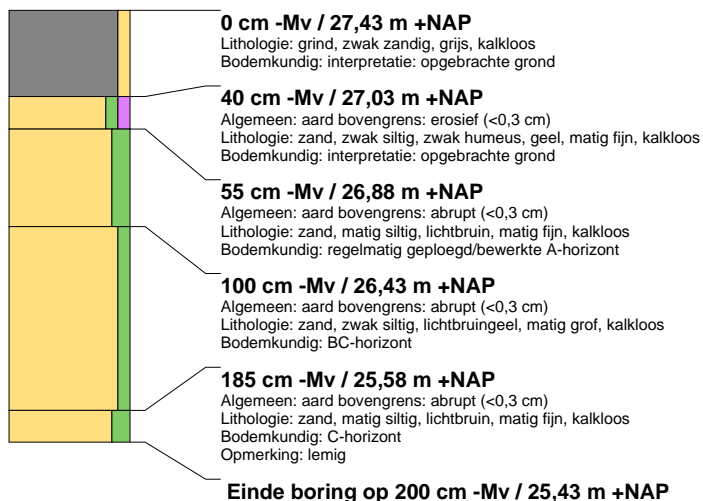 0 cm -Mv / 27,43 m +NAP
Lithologie: grind, zwak zandig, grijs, kalkloos
Bodemkundig: interpretatie: opgebrachte grond
40 cm -Mv / 27,03 m +NAP
Algemeen: aard bovengrens: erosief (<0,3 cm)
Lithologie: zand, zwak siltig, zwak humeus, geel, matig fijn, kalkloos
Bodemkundig: interpretatie: opgebrachte grond
55 cm -Mv / 26,88 m +NAP
Algemeen: aard bovengrens: abrupt (<0,3 cm)
Lithologie: zand, matig siltig, lichtbruin, matig fijn, kalkloos
Bodemkundig: regelmatig geploegd/bewerkte A-horizont
100 cm -Mv / 26,43 m +NAP
Algemeen: aard bovengrens: abrupt (<0,3 cm)
Lithologie: zand, zwak siltig, lichtbruingeel, matig grof, kalkloos
Bodemkundig: BC-horizont
185 cm -Mv / 25,58 m +NAP
Algemeen: aard bovengrens: abrupt (<0,3 cm)
Lithologie: zand, matig siltig, lichtbruin, matig fijn, kalkloos
Bodemkundig: C-horizont
Opmerking: lemig
Einde boring op 200 cm -Mv / 25,43 m +NAP